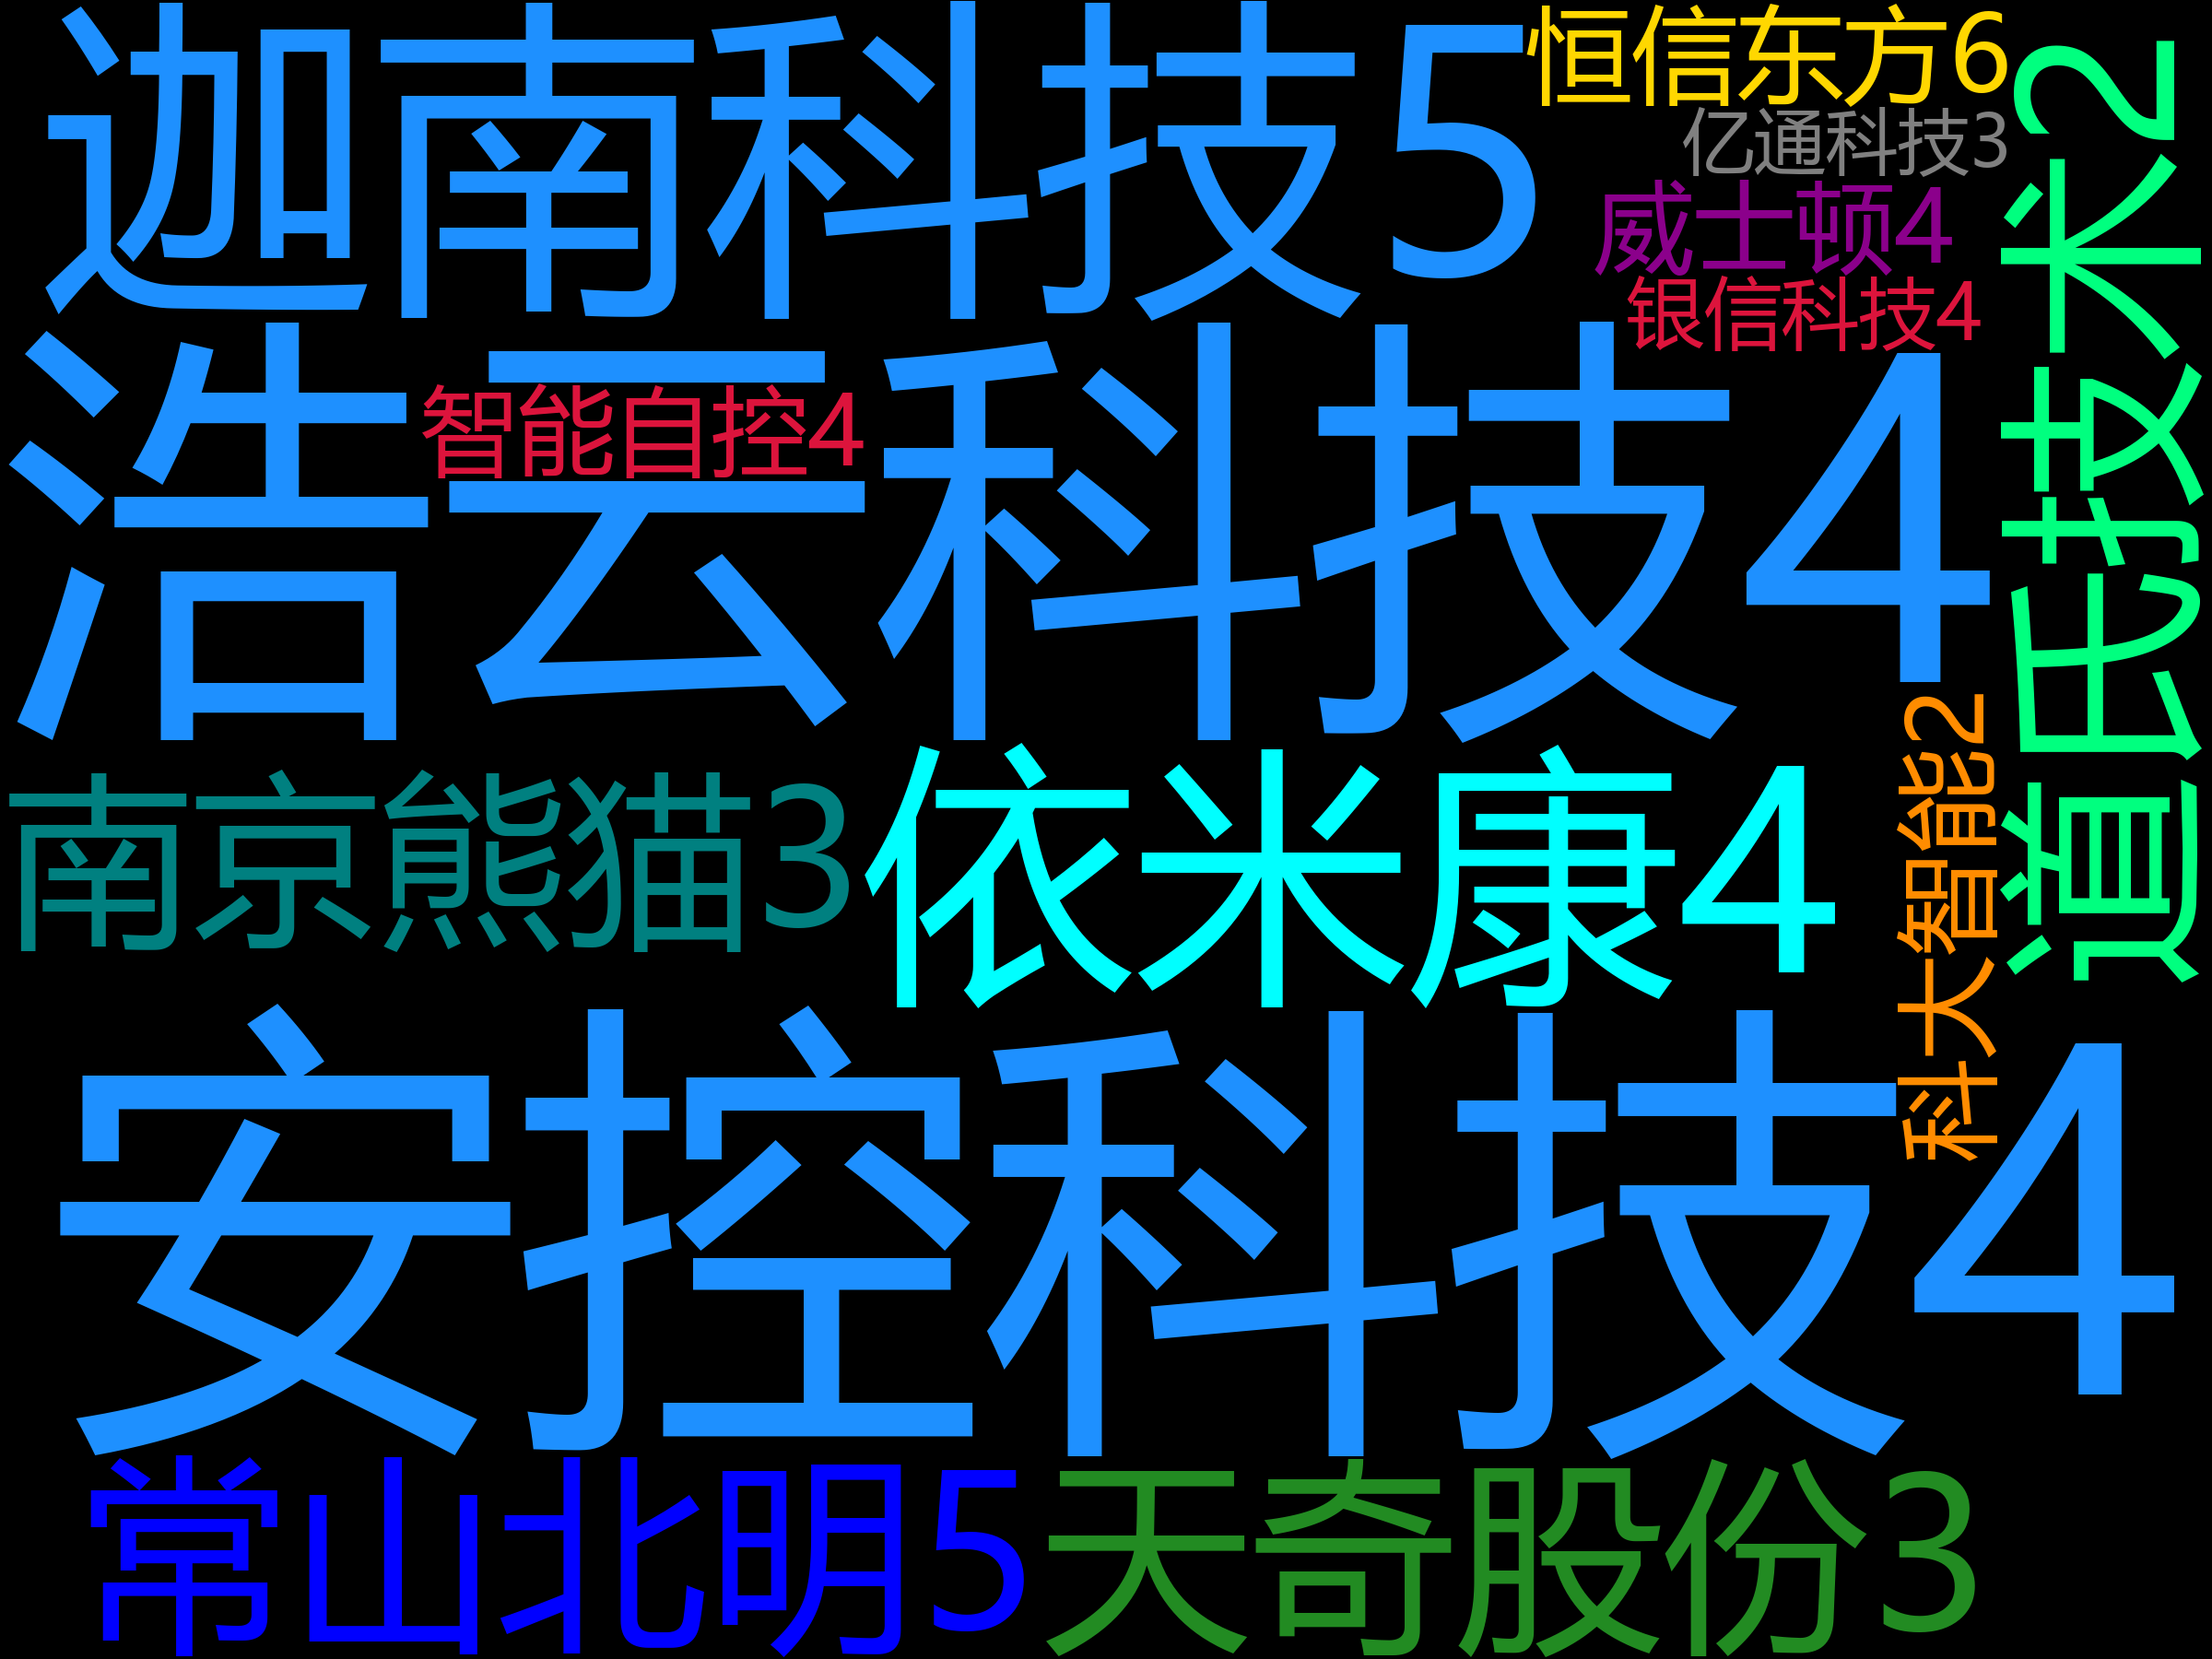 迦南科技5
恒信东方6
亿通科技3
威士顿4
银信科技4
道氏技术2
浩云科技4
智能自控4
南京熊猫3
依米康4
科大智能2
安控科技4
常山北明5
天奇股份3